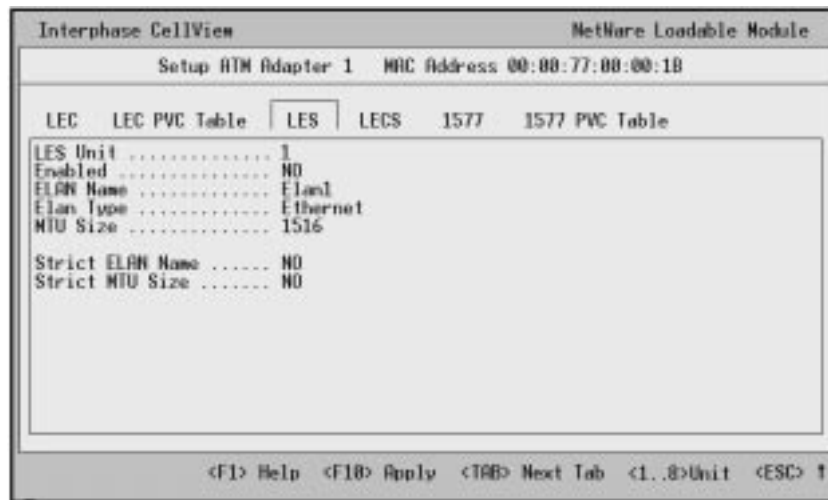 Interphase CellView NetWare Loadable Module
Setup ATM Adapter 1 MAC Address 00:00:77:00:00:1B
LEC LEC PVC Table LES LECS 1577 1577 PVC Table
LES Unit .............. 1
Enabled ............... NO
ELAN Name ............. Elan1
Elan Type ............. Ethernet
MTU Size .............. 1516
Strict ELAN Name ...... NO
Strict MTU Size ....... NO
<F1> Help <F10> Apply <TAB> Next Tab <1..8>Unit <ESC> ↑